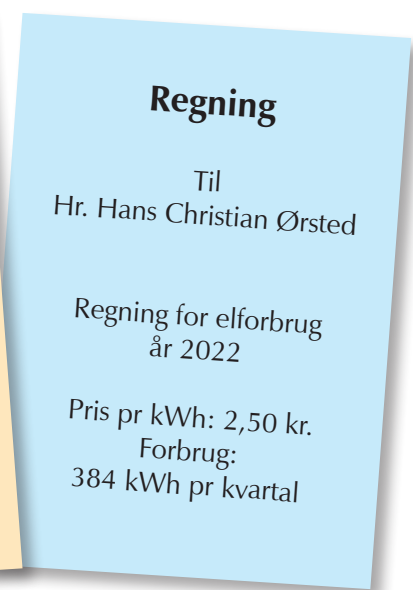 Regning
Til
Hr. Hans Christian Ørsted
Regning for elforbrug
år 2022
Pris pr kWh: 2,50 kr.
Forbrug:
384 kWh pr kvartal